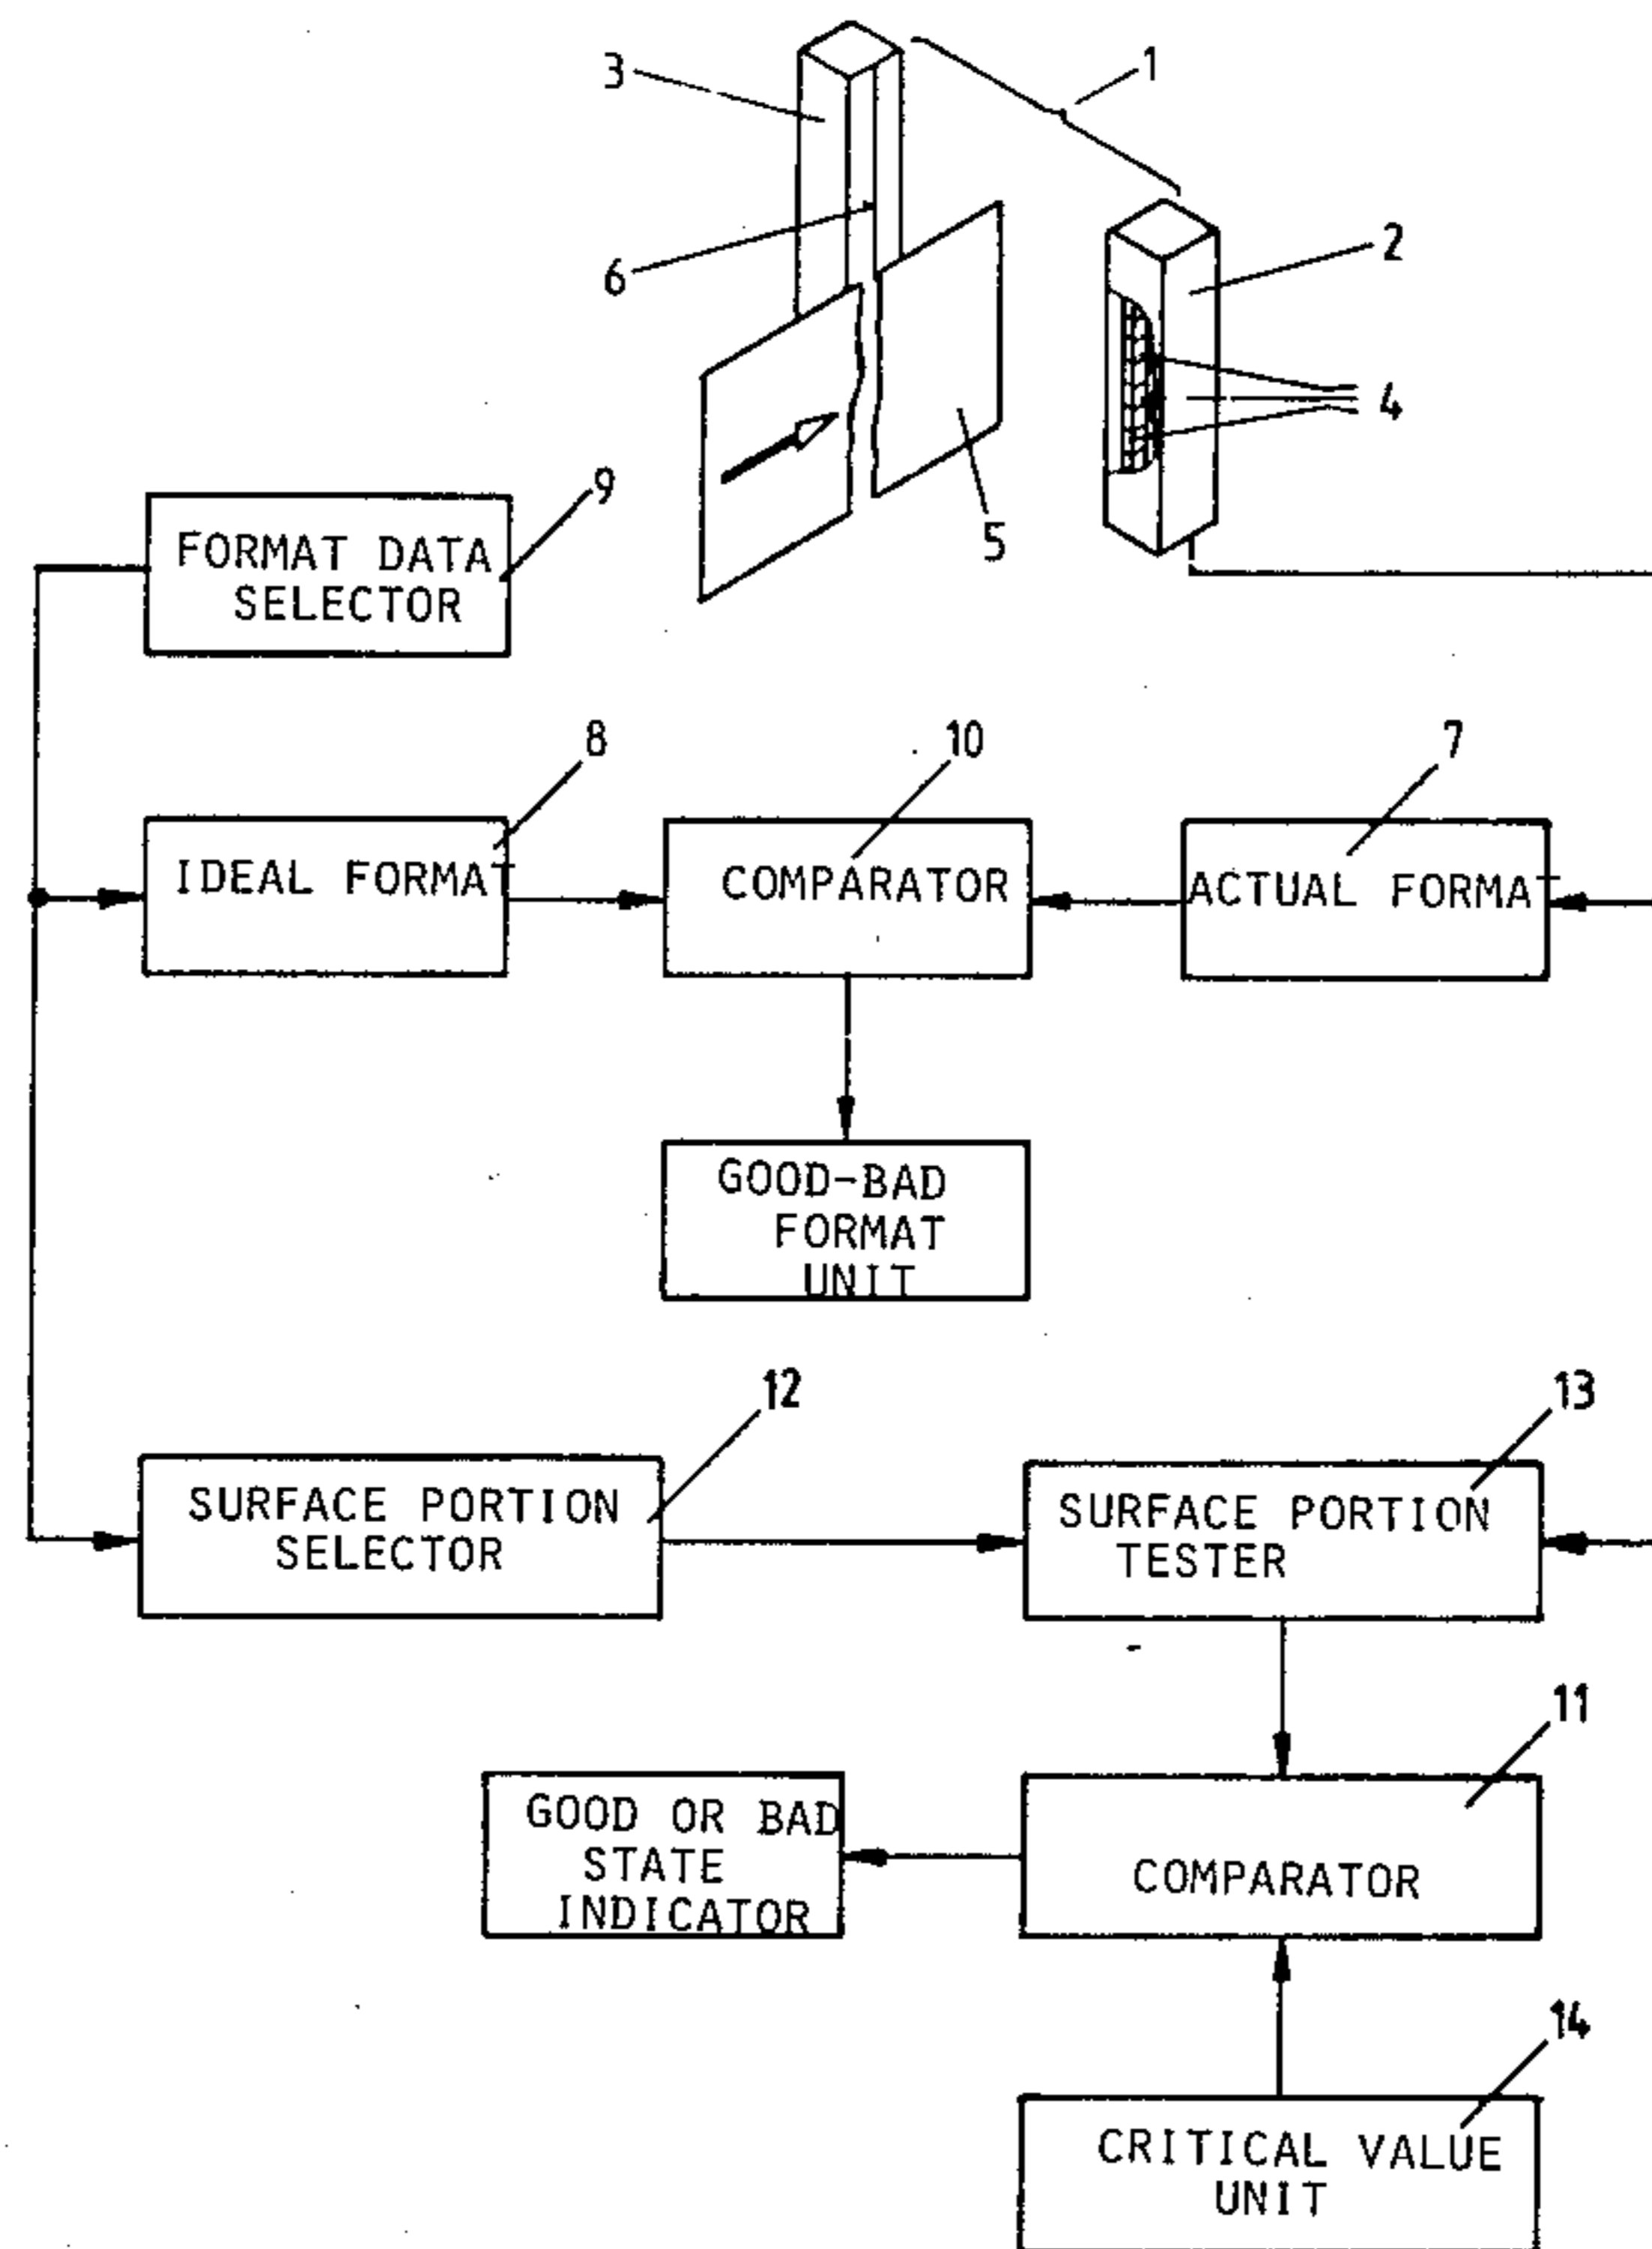 3
1
6
2
4
5
9
FORMAT DATA
SELECTOR
8
10
7
IDEAL FORMAT
COMPARATOR
ACTUAL FORMAT
GOOD-BAD
FORMAT
UNIT
12
13
SURFACE PORTION
SELECTOR
SURFACE PORTION
TESTER
11
GOOD OR BAD
STATE
INDICATOR
COMPARATOR
14
CRITICAL VALUE
UNIT